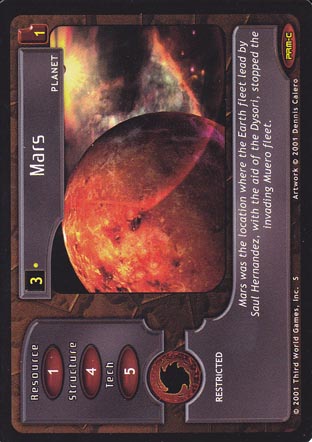 3
Mars
PLANET
1
Resource
1
Structure
4
Tech
5
RESTRICTED
Mars was the location where the Earth fleet lead by
Saul Hernandez, with the aid of the Dysori, stopped the
invading Muero fleet.
PRM-C
© 2001 Third World Games, Inc. S
Artwork © 2001 Dennis Calero